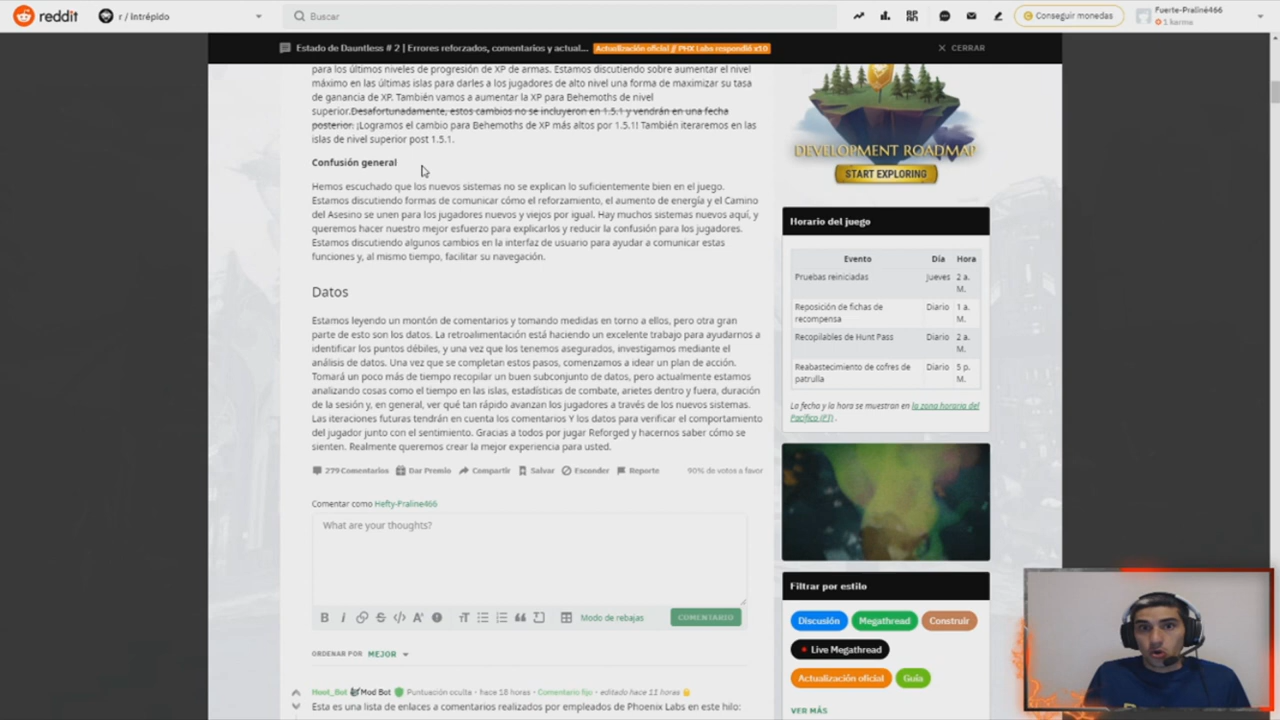 reddit
r / Intrépido
Buscar
Conseguir monedas
Fuerte-Praliné466
1 karma
Estado de Dauntless # 2 | Errores reforzados, comentarios y actual...
Actualización oficial // PHX Labs respondió x10
CERRAR
para los últimos niveles de progresión de XP de armas. Estamos discutiendo sobre aumentar el nivel
máximo en las últimas islas para darles a los jugadores de alto nivel una forma de maximizar su tasa
de ganancia de XP. También vamos a aumentar la XP para Behemoths de nivel
superior.Desafortunadamente, estos cambios no se incluyeron en 1.5.1 y vendrán en una fecha
posterior. ¡Logramos el cambio para Behemoths de XP más altos por 1.5.1! También iteraremos en las
islas de nivel superior post 1.5.1.
Confusión general
Hemos escuchado que los nuevos sistemas no se explican lo suficientemente bien en el juego.
Estamos discutiendo formas de comunicar cómo el reforzamiento, el aumento de energía y el Camino
del Asesino se unen para los jugadores nuevos y viejos por igual. Hay muchos sistemas nuevos aquí, y
queremos hacer nuestro mejor esfuerzo para explicarlos y reducir la confusión para los jugadores.
Estamos discutiendo algunos cambios en la interfaz de usuario para ayudar a comunicar estas
funciones y, al mismo tiempo, facilitar su navegación.
Datos
Estamos leyendo un montón de comentarios y tomando medidas en torno a ellos, pero otra gran
parte de esto son los datos. La retroalimentación está haciendo un excelente trabajo para ayudarnos a
identificar los puntos débiles, y una vez que los tenemos asegurados, investigamos mediante el
análisis de datos. Una vez que se completan estos pasos, comenzamos a idear un plan de acción.
Tomará un poco más de tiempo recopilar un buen subconjunto de datos, pero actualmente estamos
analizando cosas como el tiempo en las islas, estadísticas de combate, arietes dentro y fuera, duración
de la sesión y, en general, ver qué tan rápido avanzan los jugadores a través de los nuevos sistemas.
Las iteraciones futuras tendrán en cuenta los comentarios Y los datos para verificar el comportamiento
del jugador junto con el sentimiento. Gracias a todos por jugar Reforged y hacernos saber cómo se
sienten. Realmente queremos crear la mejor experiencia para usted.
279 Comentarios
Dar Premio
Compartir
Salvar
Esconder
Reporte
90% de votos a favor
Comentar como Hefty-Praline466
What are your thoughts?
Modo de rebajas
COMENTARIO
ORDENAR POR MEJOR
Hoot_Bot Mod Bot Puntuación oculta · hace 18 horas · Comentario fijo · editado hace 11 horas
Esta es una lista de enlaces a comentarios realizados por empleados de Phoenix Labs en este hilo:
DEVELOPMENT ROADMAP
START EXPLORING
Horario del juego
Evento Día Hora
Pruebas reiniciadas Jueves 2 a.
M.
Reposición de fichas de Diario 1 a.
recompensa M.
Recopilables de Hunt Pass Diario 2 a.
M.
Reabastecimiento de cofres de Diario 5 p.
patrulla M.
La fecha y la hora se muestran en la zona horaria del
Pacífico (PT) .
Filtrar por estilo
Discusión
Megathread
Construir
Live Megathread
Actualización oficial
Guía
VER MÁS